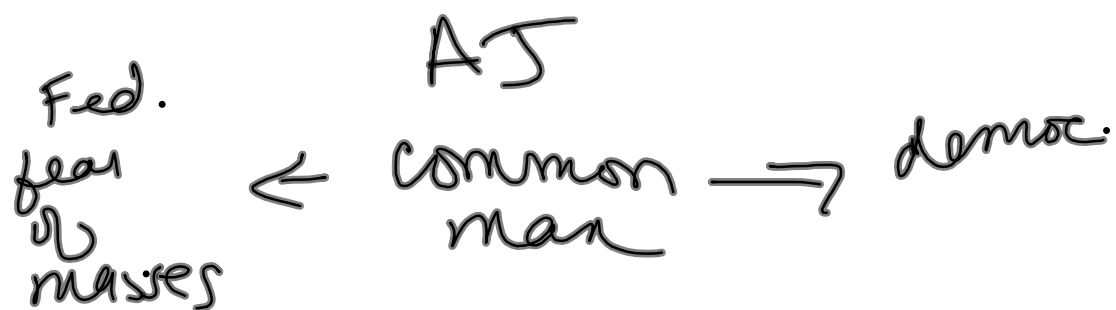 AJ
Fed.
fear
of
masses
← common
man
→ democ.